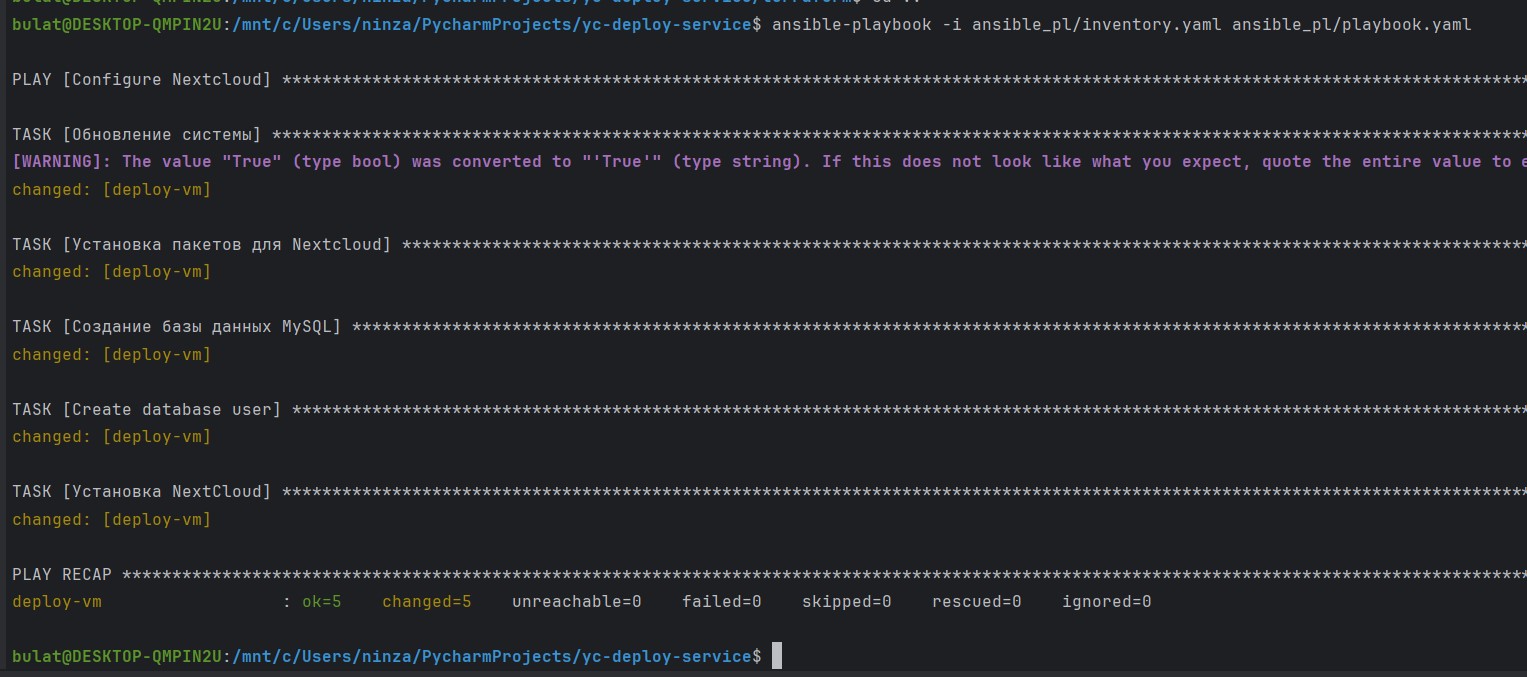 bulat@DESKTOP-QMPIN2U:/mnt/c/Users/ninza/PycharmProjects/yc-deploy-service$ ansible-playbook -i ansible_pl/inventory.yaml ansible_pl/playbook.yaml
PLAY [Configure Nextcloud] ****************************************************************************************************************************
TASK [Обновление системы] *****************************************************************************************************************************
[WARNING]: The value "True" (type bool) was converted to "'True'" (type string). If this does not look like what you expect, quote the entire value to e
changed: [deploy-vm]
TASK [Установка пакетов для Nextcloud] ****************************************************************************************************************
changed: [deploy-vm]
TASK [Создание базы данных MySQL] *********************************************************************************************************************
changed: [deploy-vm]
TASK [Create database user] ***************************************************************************************************************************
changed: [deploy-vm]
TASK [Установка NextCloud] ****************************************************************************************************************************
changed: [deploy-vm]
PLAY RECAP ********************************************************************************************************************************************
deploy-vm : ok=5 changed=5 unreachable=0 failed=0 skipped=0 rescued=0 ignored=0
bulat@DESKTOP-QMPIN2U:/mnt/c/Users/ninza/PycharmProjects/yc-deploy-service$